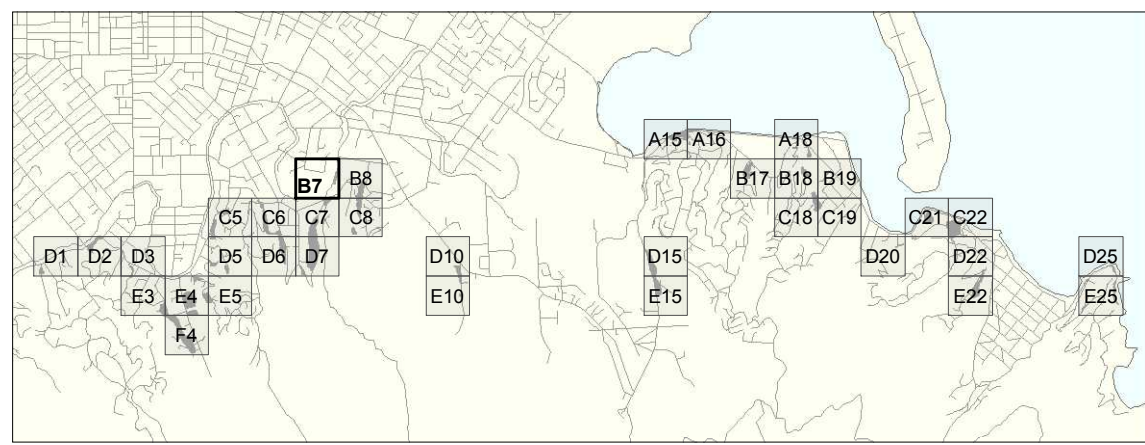 A15 A16 A18
B7 B8 B17 B18 B19
C5 C6 C7 C8 C18 C19 C21 C22
D1 D2 D3 D5 D6 D7 D10 D15 D20 D22 D25
E3 E4 E5 E10 E15 E22 E25
F4